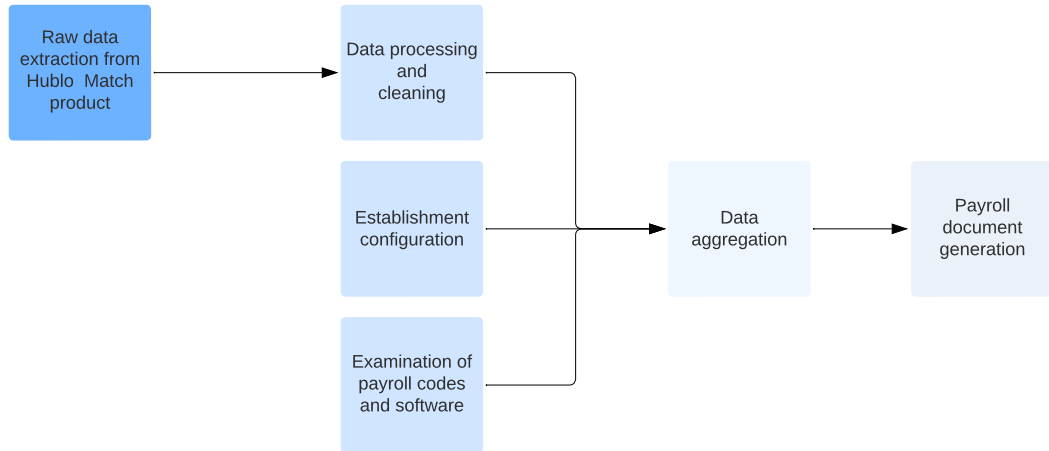 Raw data
extraction from
Hublo  Match
product
Data processing
and
cleaning
Establishment
configuration
Examination of
payroll codes
and software
Data
aggregation
Payroll
document
generation